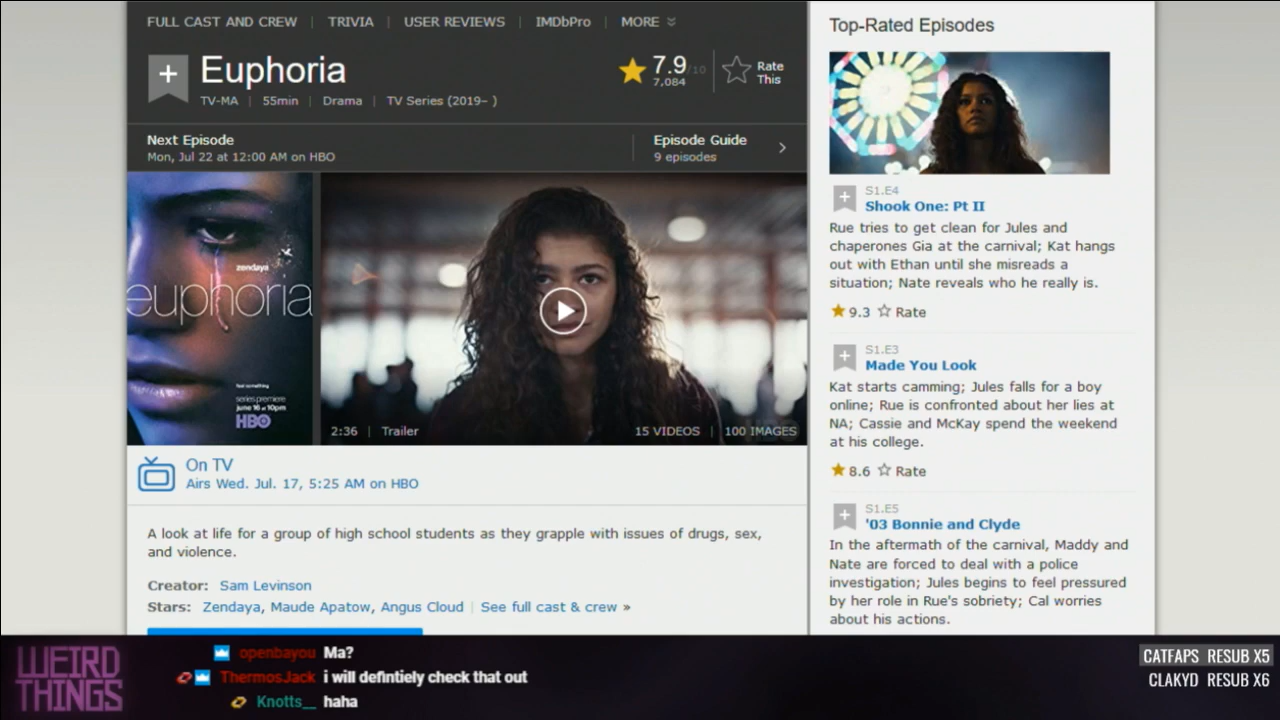 FULL CAST AND CREW | TRIVIA | USER REVIEWS | IMDbPro | MORE
Euphoria
TV-MA | 55min | Drama | TV Series (2019– )
7.9/10
7,084
Rate This
Next Episode
Mon, Jul 22 at 12:00 AM on HBO
Episode Guide
9 episodes
zendaya
euphoria
feel something
series premiere
june 16 at 10pm
HBO
2:36 | Trailer
15 VIDEOS | 100 IMAGES
On TV
Airs Wed. Jul. 17, 5:25 AM on HBO
A look at life for a group of high school students as they grapple with issues of drugs, sex,
and violence.
Creator: Sam Levinson
Stars: Zendaya, Maude Apatow, Angus Cloud | See full cast & crew »
Top-Rated Episodes
S1.E4
Shook One: Pt II
Rue tries to get clean for Jules and
chaperones Gia at the carnival; Kat hangs
out with Ethan until she misreads a
situation; Nate reveals who he really is.
9.3 Rate
S1.E3
Made You Look
Kat starts camming; Jules falls for a boy
online; Rue is confronted about her lies at
NA; Cassie and McKay spend the weekend
at his college.
8.6 Rate
S1.E5
'03 Bonnie and Clyde
In the aftermath of the carnival, Maddy and
Nate are forced to deal with a police
investigation; Jules begins to feel pressured
by her role in Rue's sobriety; Cal worries
about his actions.
WEIRD
THINGS
openbayou Ma?
ThermosJack i will defintiely check that out
Knotts__ haha
CATFAPS RESUB X5
CLAKYD RESUB X6